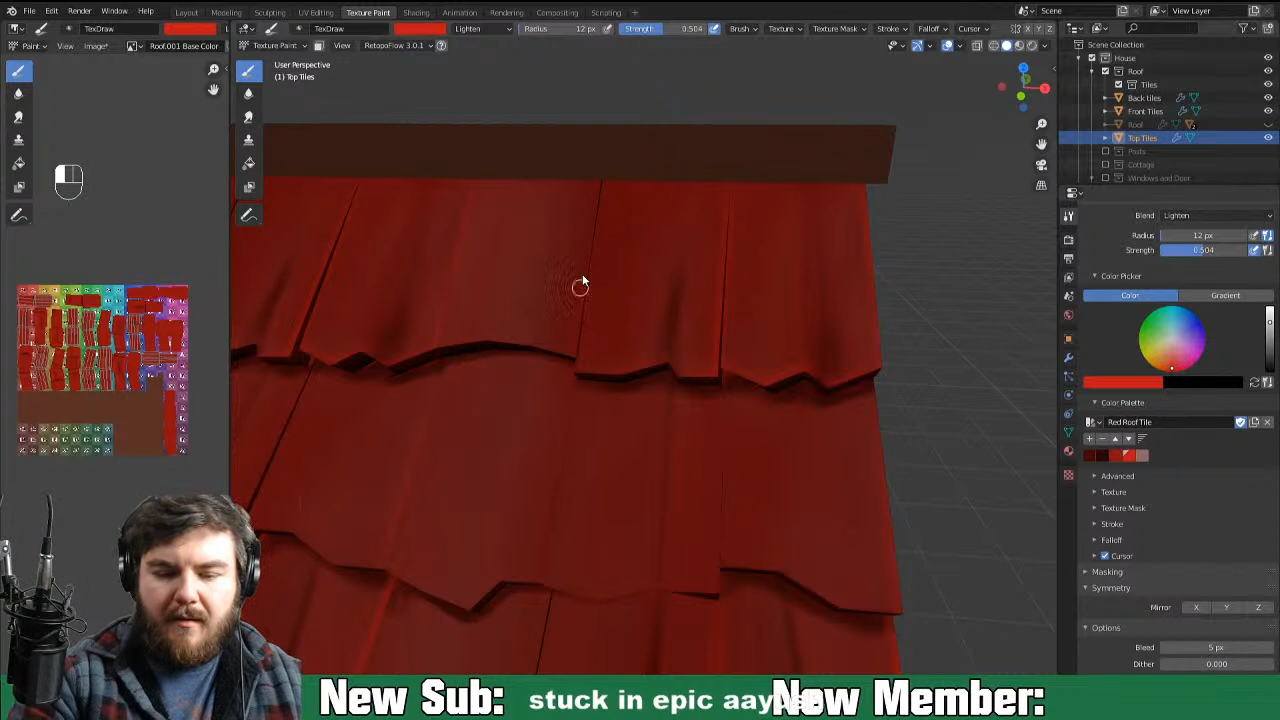 File Edit Render Window Help Layout Modeling Sculpting UV Editing Texture Paint Shading Animation Rendering Compositing Scripting Scene View Layer
TexDraw TexDraw Lighten Radius 12 px Strength 0.504 Brush Texture Texture Mask Stroke Falloff Cursor X Y Z
Paint View Image* Roof.001 Base Color Texture Paint View RetopoFlow 3.0.1
Scene Collection
House
Roof
Tiles
Back tiles
Front Tiles
Roof
Top Tiles
Posts
Cottage
Windows and Door
User Perspective
(1) Top Tiles
Blend Lighten
Radius 12 px
Strength 0.504
Color Picker
Color Gradient
Color Palette
Red Roof Tile
Advanced
Texture
Texture Mask
Stroke
Falloff
Cursor
Masking
Symmetry
Mirror X Y Z
Options
Bleed 5 px
Dither 0.000
New Sub: stuck in epic New Member: